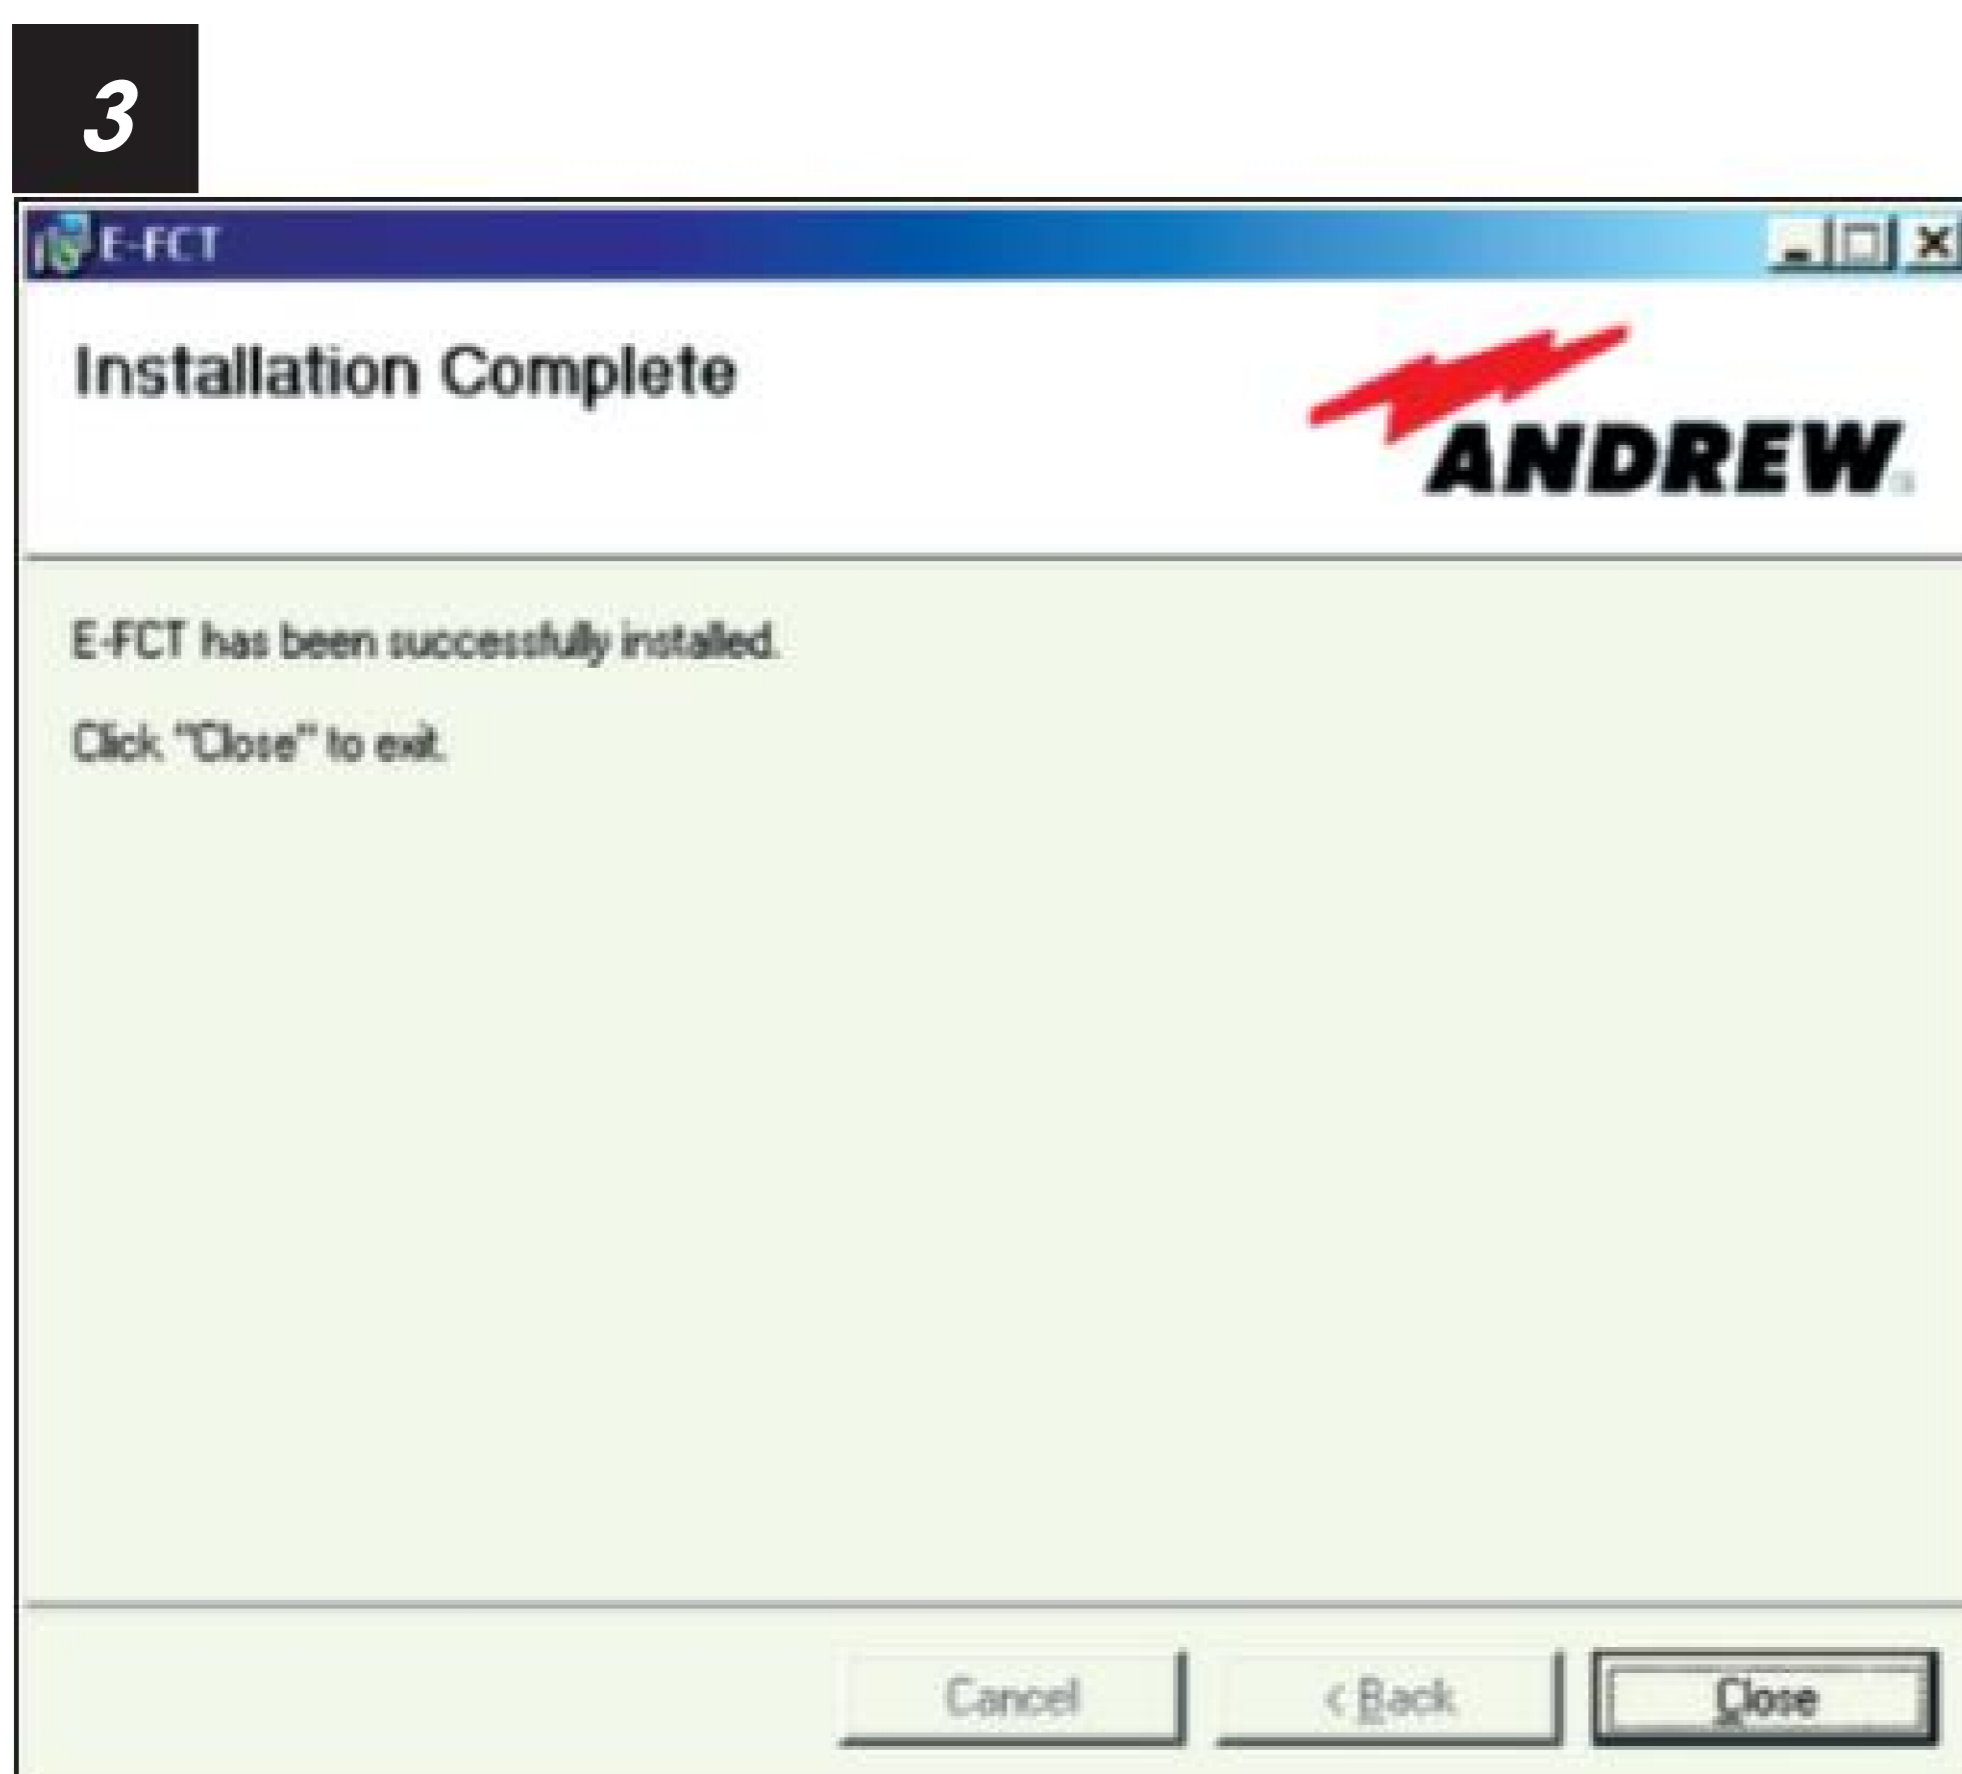 3
E-FCT
Installation Complete
ANDREW
E-FCT has been successfully installed.
Click "Close" to exit.
Cancel
< Back
Close